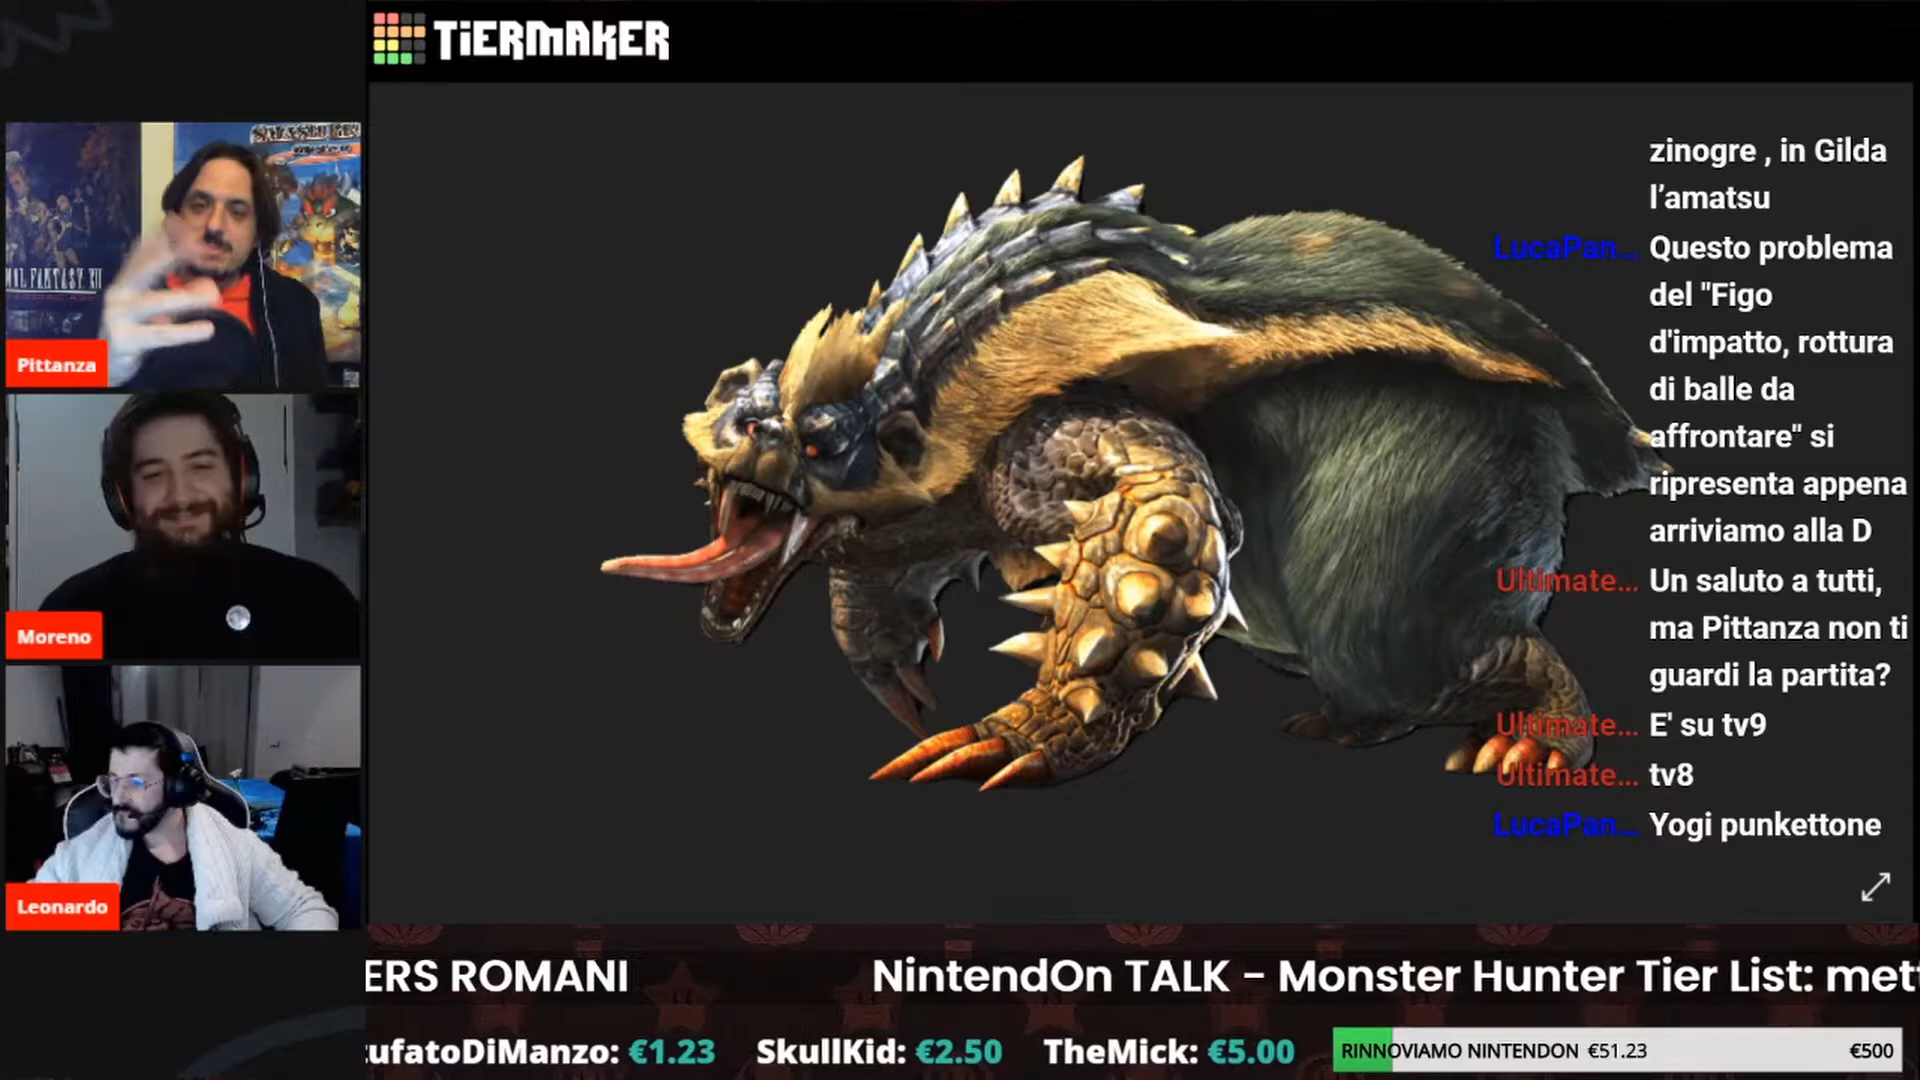 TiERMAKER
Pittanza
Moreno
Leonardo
zinogre , in Gilda
l’amatsu
LucaPan... Questo problema
del "Figo
d'impatto, rottura
di balle da
affrontare" si
ripresenta appena
arriviamo alla D
Ultimate... Un saluto a tutti,
ma Pittanza non ti
guardi la partita?
Ultimate... E' su tv9
Ultimate... tv8
LucaPan... Yogi punkettone
ERS ROMANI NintendOn TALK - Monster Hunter Tier List: mett
ufatoDiManzo: €1.23 SkullKid: €2.50 TheMick: €5.00
RINNOVIAMO NINTENDON €51.23 €500